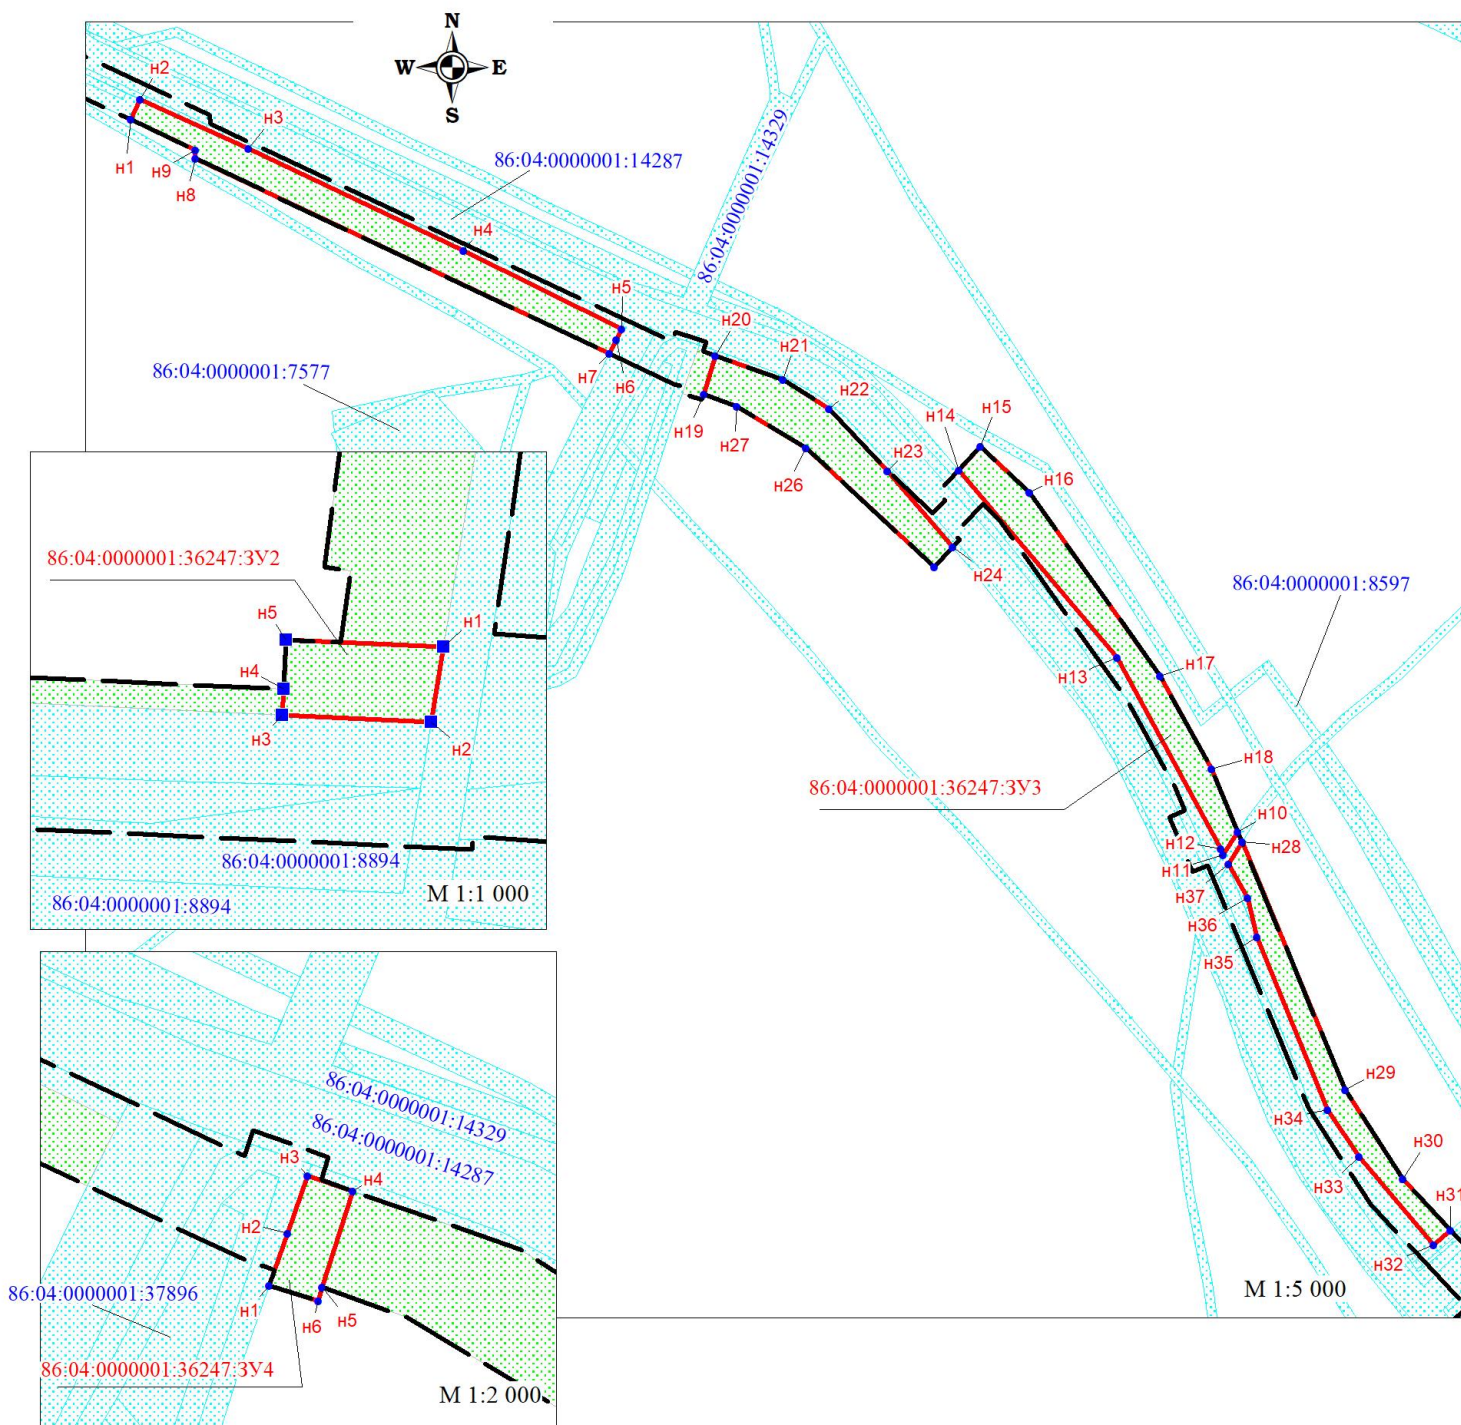 N
W E
S
н2
н3
н1
н9
н8
86:04:0000001:14287
86:04:0000001:14329
н4
н5
н7
н6
н20
н21
н22
н19
н27
н26
н23
н14
н15
н16
н24
86:04:0000001:7577
86:04:0000001:8597
н13
н17
н18
86:04:0000001:36247:ЗУ3
н10
н12
н28
н11
н37
н36
н35
н29
н34
н30
н33
н31
н32
М 1:5 000
86:04:0000001:36247:ЗУ2
н5
н1
н4
н3
н2
86:04:0000001:8894
86:04:0000001:8894
М 1:1 000
86:04:0000001:14329
86:04:0000001:14287
н3
н4
н2
н1
н6
н5
86:04:0000001:37896
86:04:0000001:36247:ЗУ4
М 1:2 000